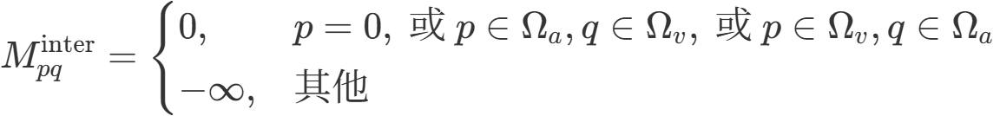 M_{pq}^{inter} = { 0, p = 0, 或 p ∈ Ω_a, q ∈ Ω_v, 或 p ∈ Ω_v, q ∈ Ω_a
−∞, 其他